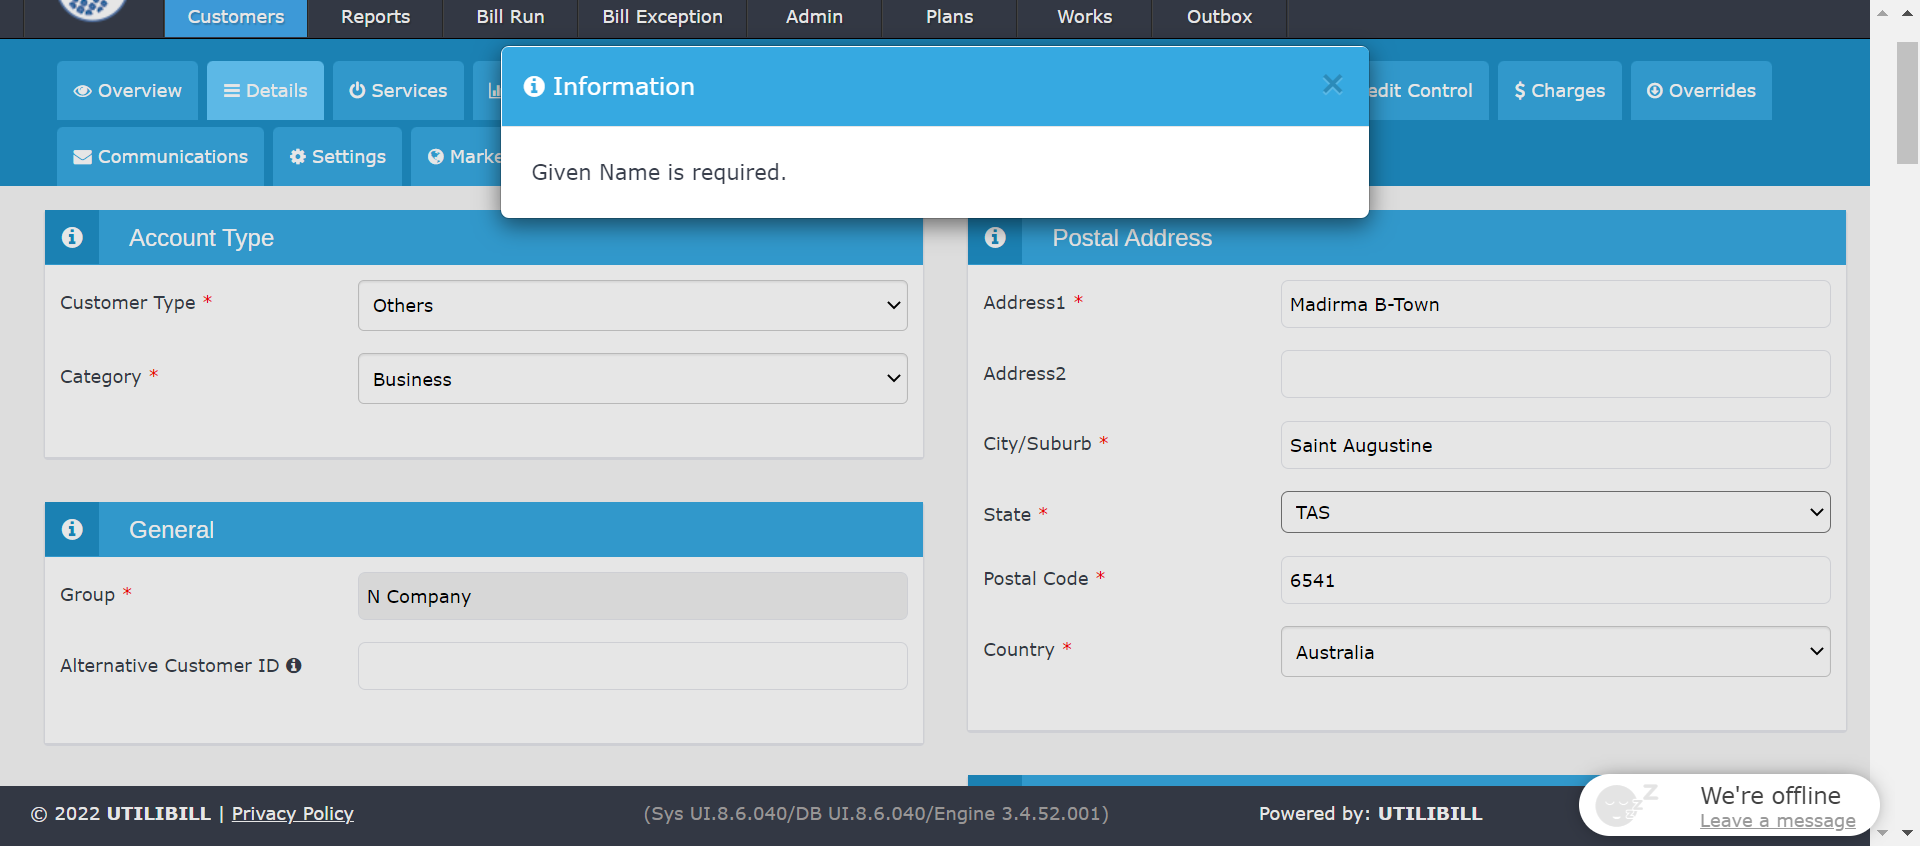 Customers Reports Bill Run Bill Exception Admin Plans Works Outbox
Overview Details Services edit Control $ Charges Overrides
Communications Settings Marke
Information
Given Name is required.
Account Type
Customer Type * Others
Category * Business
General
Group * N Company
Alternative Customer ID
Postal Address
Address1 * Madirma B-Town
Address2
City/Suburb * Saint Augustine
State * TAS
Postal Code * 6541
Country * Australia
© 2022 UTILIBILL | Privacy Policy
(Sys UI.8.6.040/DB UI.8.6.040/Engine 3.4.52.001)
Powered by: UTILIBILL
We're offline
Leave a message